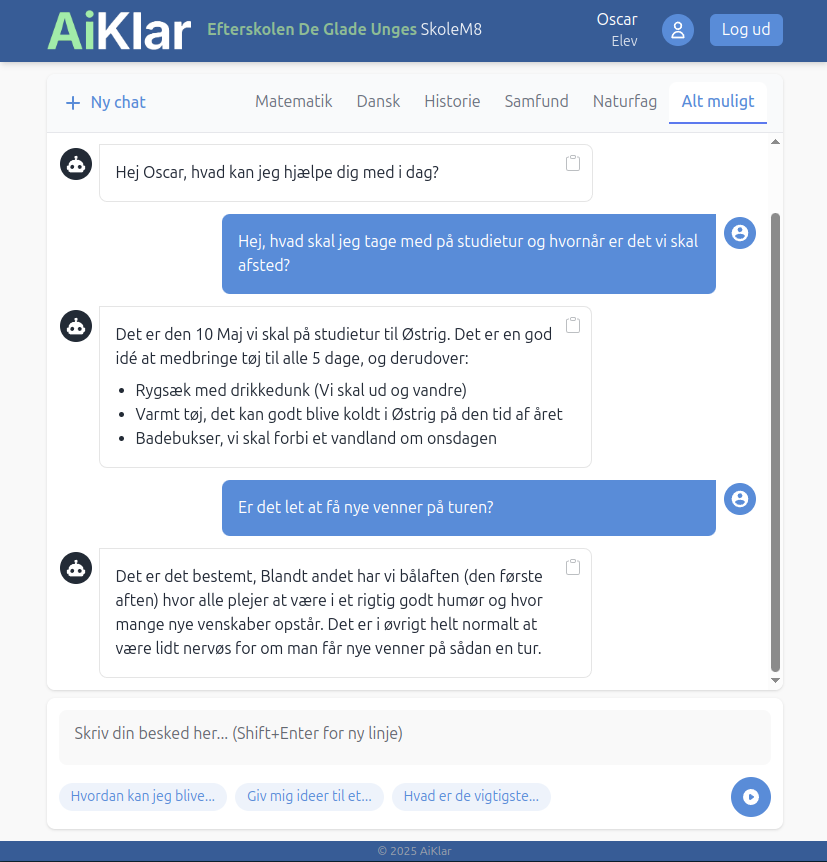 AiKlar
Efterskolen De Glade Unges SkoleM8
Oscar
Elev
Log ud
Ny chat
Matematik
Dansk
Historie
Samfund
Naturfag
Alt muligt
Hej Oscar, hvad kan jeg hjælpe dig med i dag?
Hej, hvad skal jeg tage med på studietur og hvornår er det vi skal
afsted?
Det er den 10 Maj vi skal på studietur til Østrig. Det er en god
idé at medbringe tøj til alle 5 dage, og derudover:
• Rygsæk med drikkedunk (Vi skal ud og vandre)
• Varmt tøj, det kan godt blive koldt i Østrig på den tid af året
• Badebukser, vi skal forbi et vandland om onsdagen
Er det let at få nye venner på turen?
Det er det bestemt, Blandt andet har vi bålaften (den første
aften) hvor alle plejer at være i et rigtig godt humør og hvor
mange nye venskaber opstår. Det er i øvrigt helt normalt at
være lidt nervøs for om man får nye venner på sådan en tur.
Skriv din besked her... (Shift+Enter for ny linje)
Hvordan kan jeg blive...
Giv mig ideer til et...
Hvad er de vigtigste...
© 2025 AiKlar